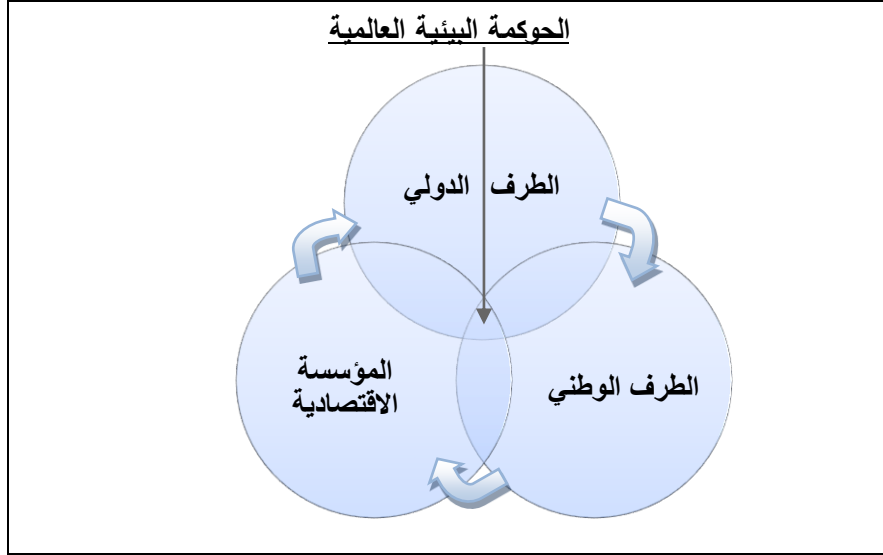 الحوكمة البيئية العالمية
الطرف الدولي
المؤسسة
الاقتصادية
الطرف الوطني